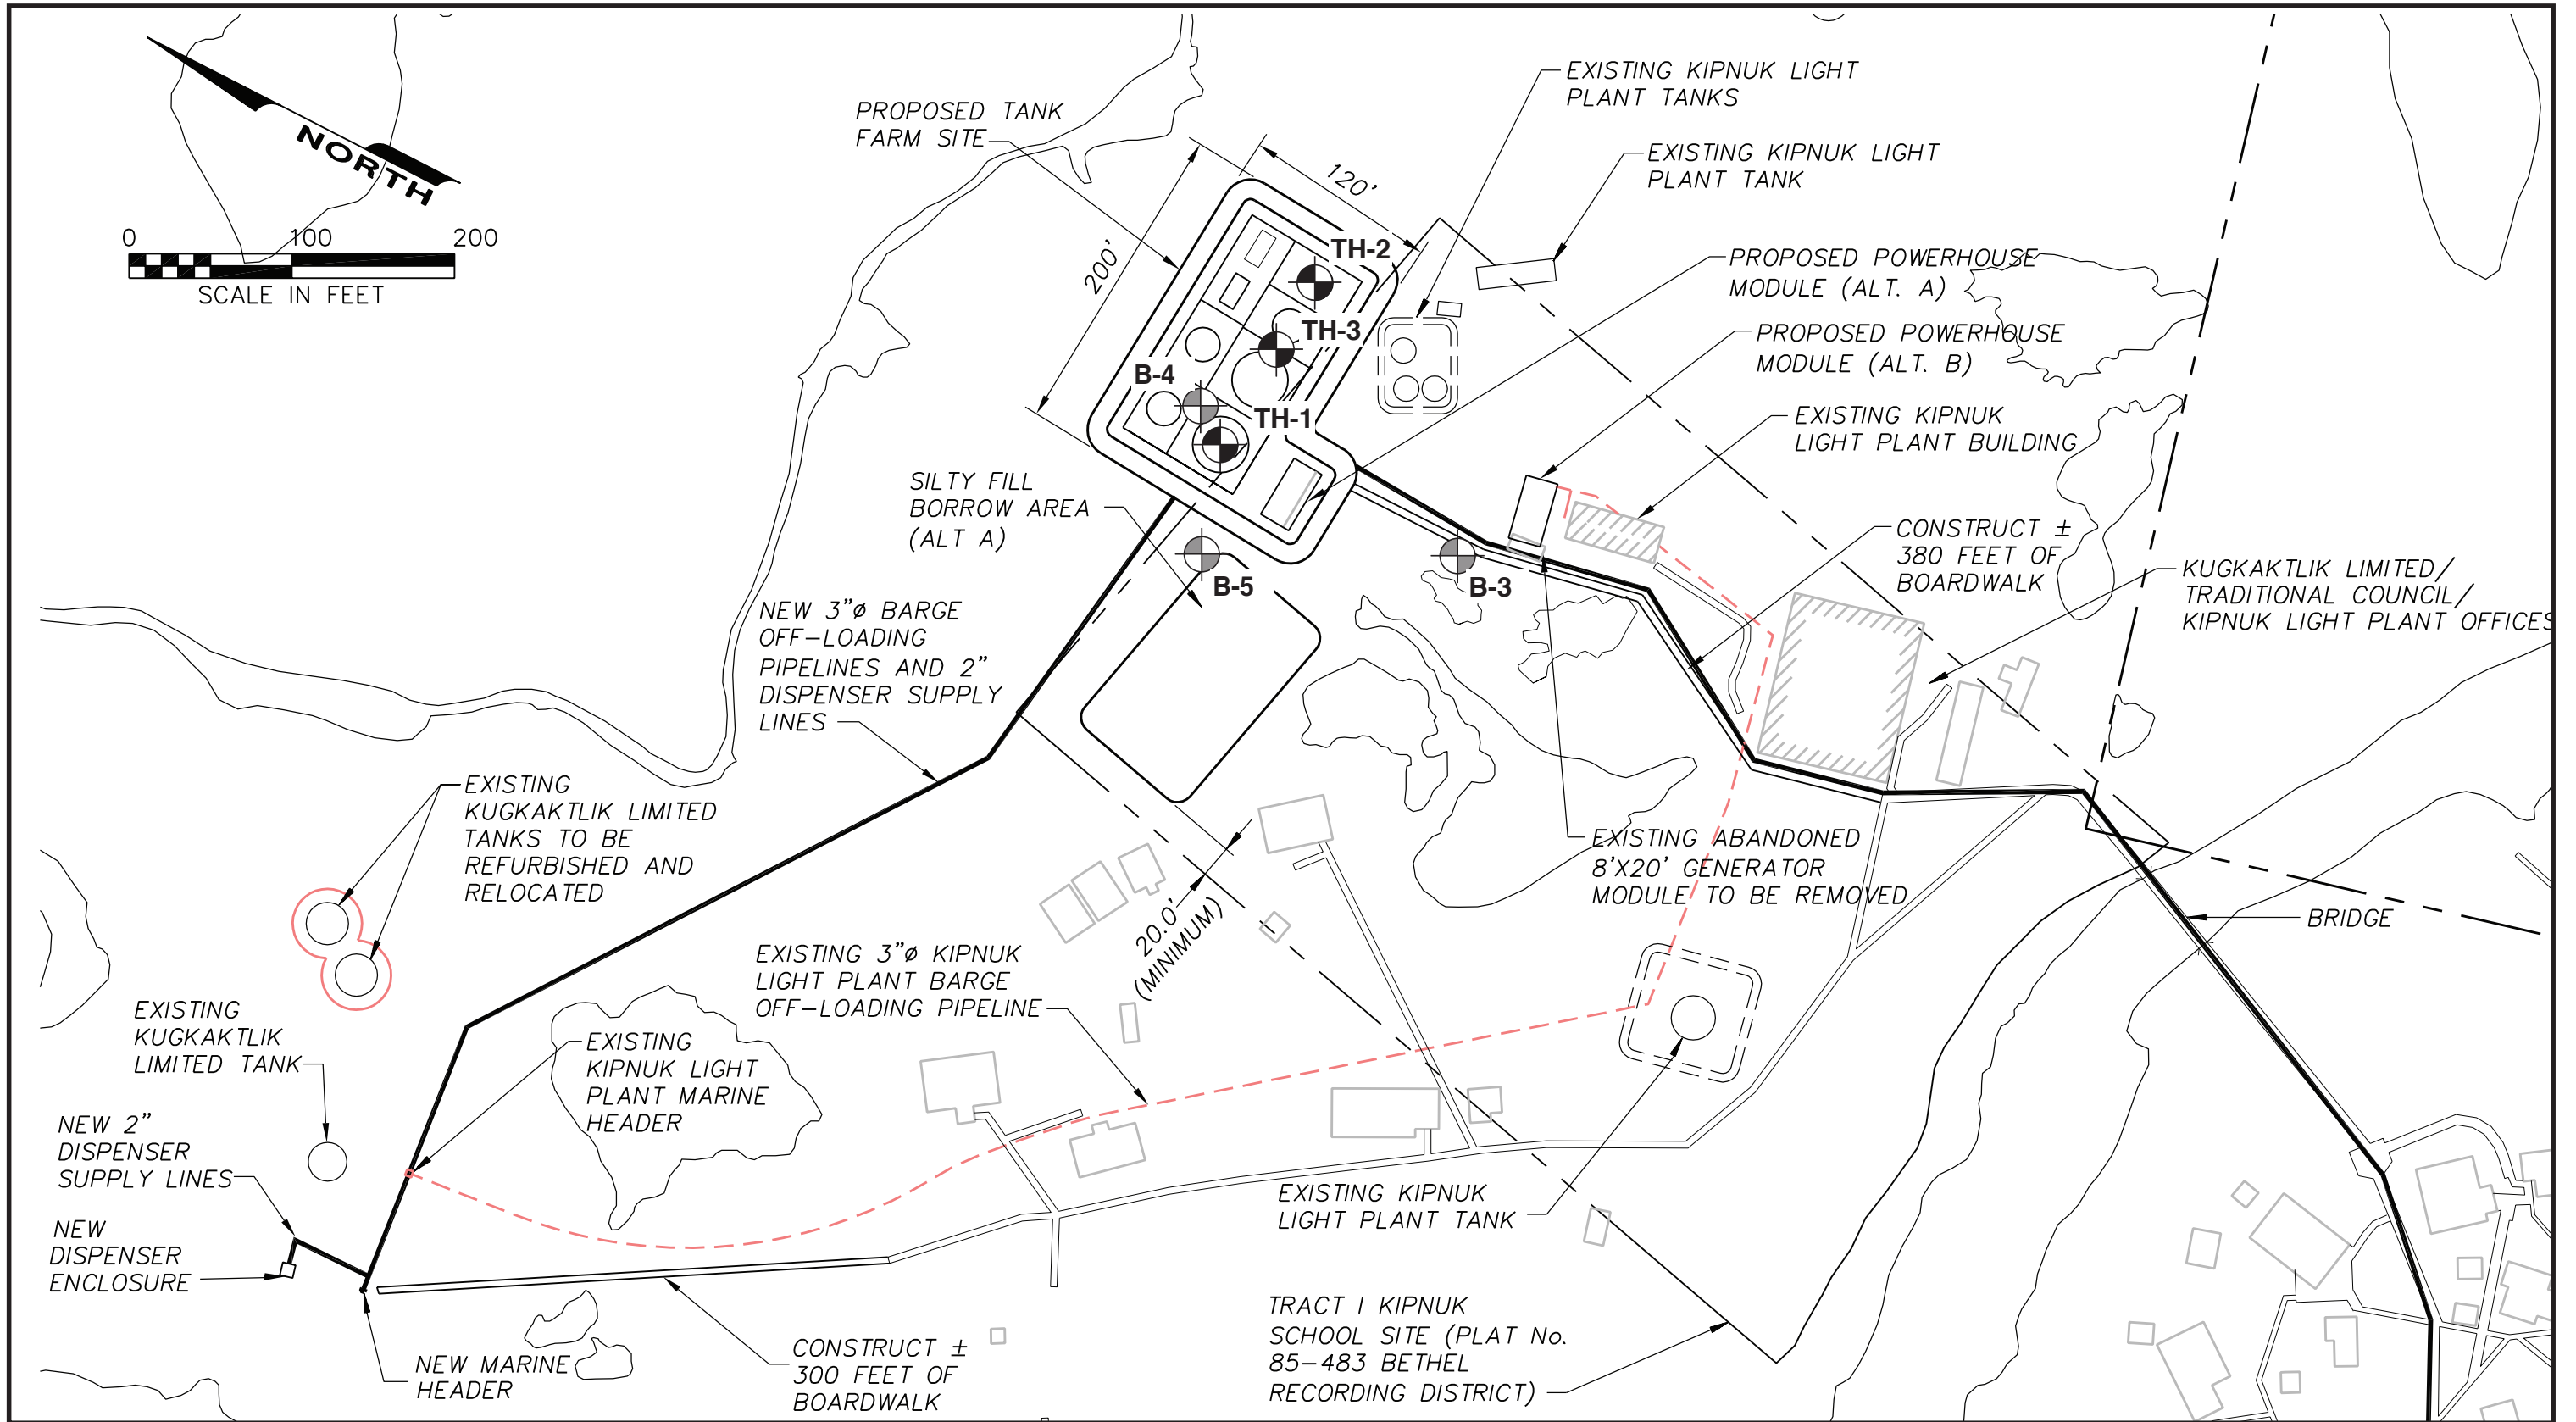 NORTH
0 100 200
SCALE IN FEET
PROPOSED TANK
FARM SITE
120'
200'
EXISTING KIPNUK LIGHT
PLANT TANKS
EXISTING KIPNUK LIGHT
PLANT TANK
PROPOSED POWERHOUSE
MODULE (ALT. A)
PROPOSED POWERHOUSE
MODULE (ALT. B)
EXISTING KIPNUK
LIGHT PLANT BUILDING
CONSTRUCT ±
380 FEET OF
BOARDWALK
KUGKAKTLIK LIMITED/
TRADITIONAL COUNCIL/
KIPNUK LIGHT PLANT OFFICES
TH-2
TH-3
B-4
TH-1
B-5
B-3
SILTY FILL
BORROW AREA
(ALT A)
NEW 3"ø BARGE
OFF-LOADING
PIPELINES AND 2"
DISPENSER SUPPLY
LINES
EXISTING
KUGKAKTLIK LIMITED
TANKS TO BE
REFURBISHED AND
RELOCATED
EXISTING ABANDONED
8'X20' GENERATOR
MODULE TO BE REMOVED
20.0'
(MINIMUM)
BRIDGE
EXISTING 3"ø KIPNUK
LIGHT PLANT BARGE
OFF-LOADING PIPELINE
EXISTING
KUGKAKTLIK
LIMITED TANK
EXISTING
KIPNUK LIGHT
PLANT MARINE
HEADER
NEW 2"
DISPENSER
SUPPLY LINES
NEW
DISPENSER
ENCLOSURE
EXISTING KIPNUK
LIGHT PLANT TANK
NEW MARINE
HEADER
CONSTRUCT ±
300 FEET OF
BOARDWALK
TRACT I KIPNUK
SCHOOL SITE (PLAT No.
85-483 BETHEL
RECORDING DISTRICT)